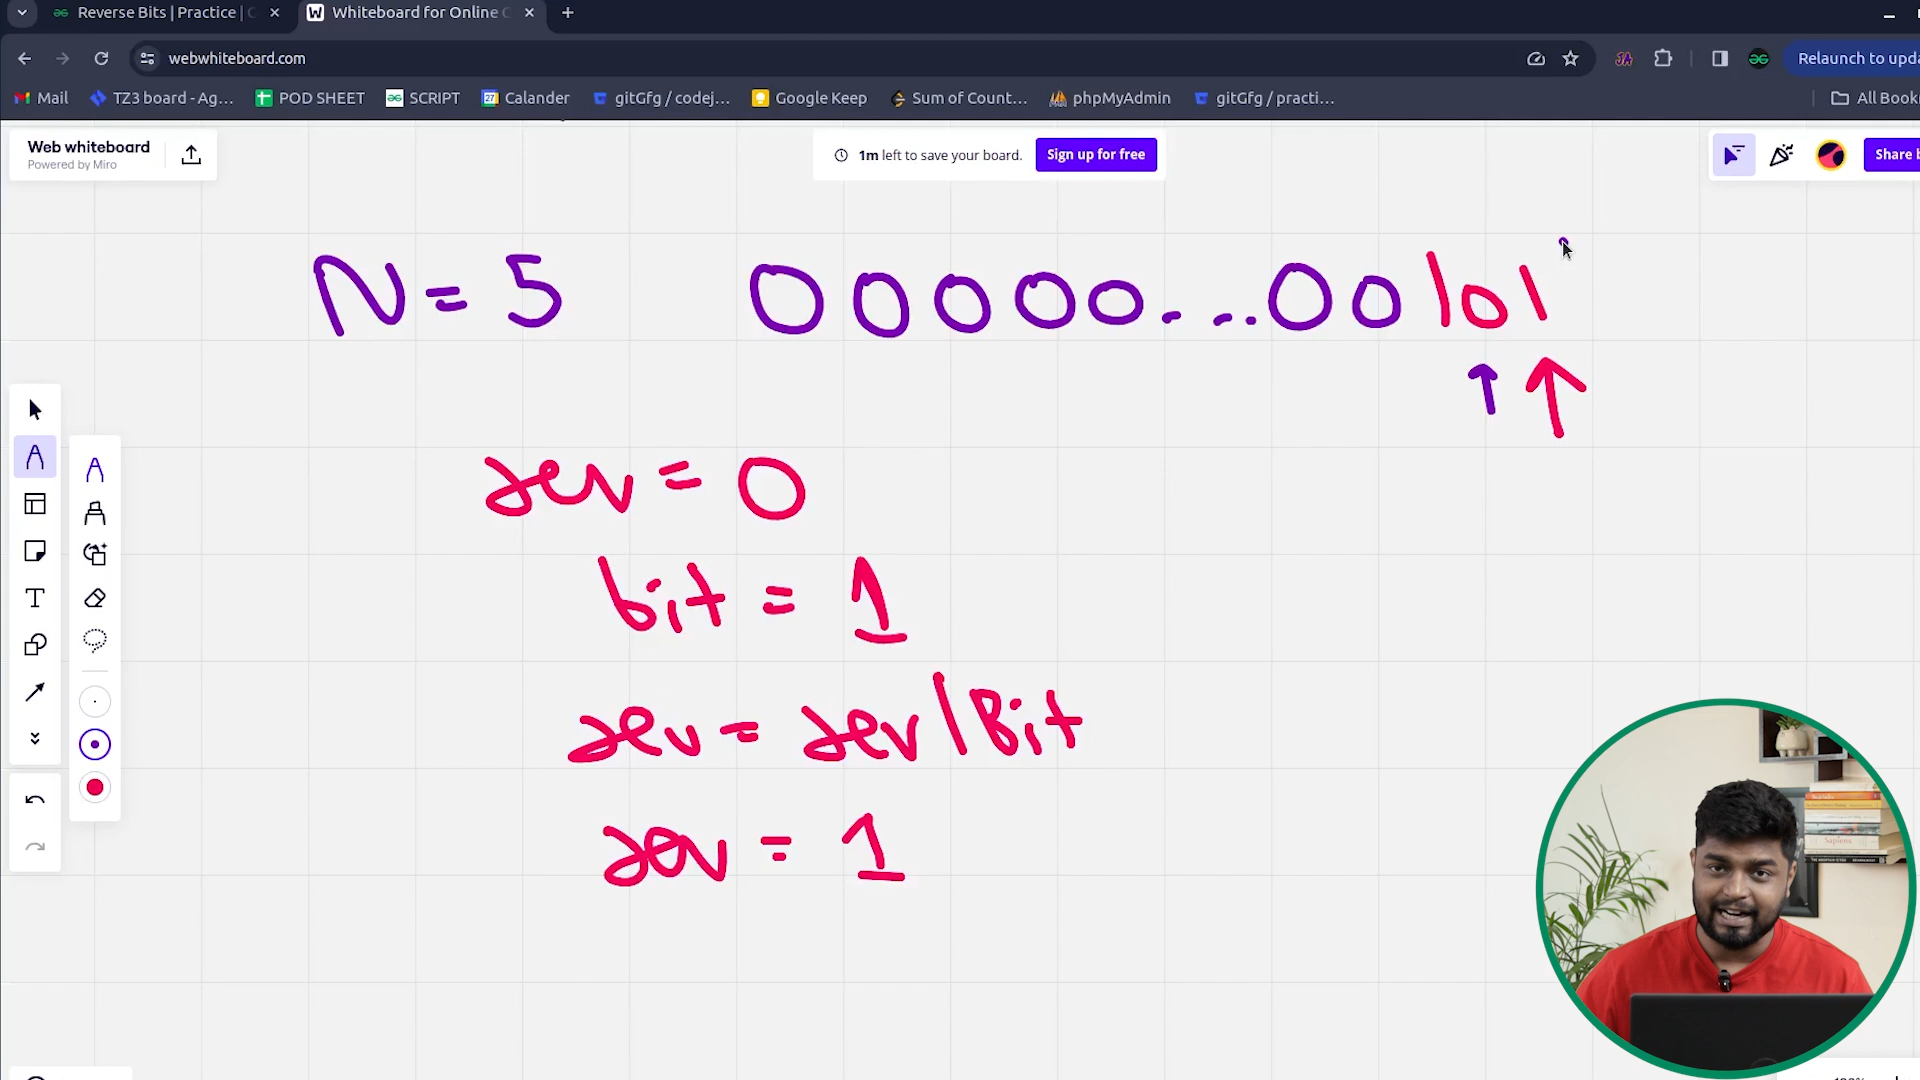 Reverse Bits | Practice |
Whiteboard for Online
webwhiteboard.com
Relaunch to upda
Mail
TZ3 board - Ag...
POD SHEET
SCRIPT
Calander
gitGfg / codej...
Google Keep
Sum of Count...
phpMyAdmin
gitGfg / practi...
All Book
Web whiteboard
Powered by Miro
1m left to save your board.
Sign up for free
Share
N = 5 00000...00101
rev = 0
bit = 1
rev = rev | Bit
rev = 1